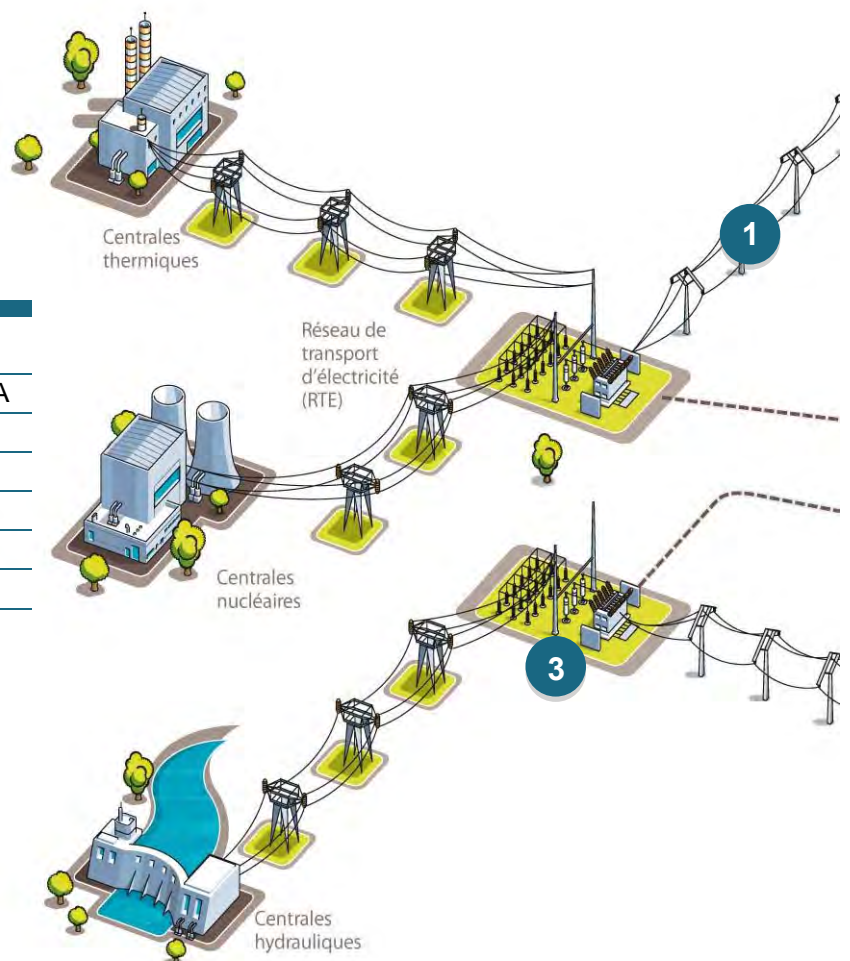 1
Centrales
thermiques
A
Réseau de
transport
d'électricité
(RTE)
Centrales
nucléaires
3
Centrales
hydrauliques